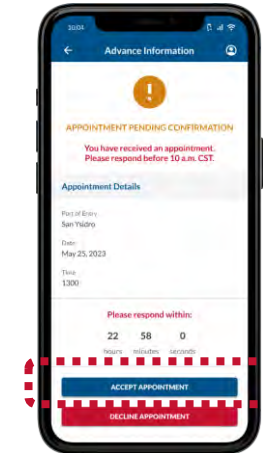 Advance Information
APPOINTMENT PENDING CONFIRMATION
You have received an appointment.
Please respond before 10 a.m. CST.
Appointment Details
Port of Entry
San Ysidro
Date
May 25, 2023
Time
1300
Please respond within:
22 58 0
hours minutes seconds
ACCEPT APPOINTMENT
DECLINE APPOINTMENT